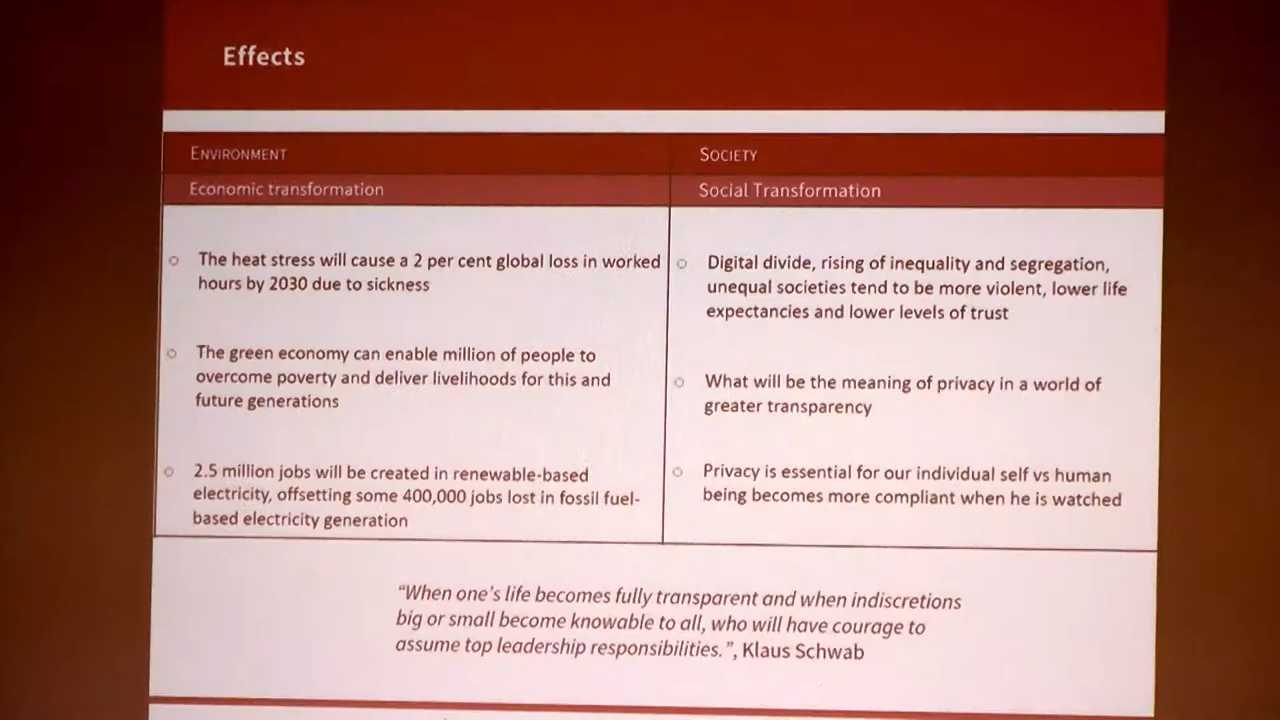 Effects
ENVIRONMENT
Economic transformation
The heat stress will cause a 2 per cent global loss in worked
hours by 2030 due to sickness
The green economy can enable million of people to
overcome poverty and deliver livelihoods for this and
future generations
2.5 million jobs will be created in renewable-based
electricity, offsetting some 400,000 jobs lost in fossil fuel-
based electricity generation
SOCIETY
Social Transformation
Digital divide, rising of inequality and segregation,
unequal societies tend to be more violent, lower life
expectancies and lower levels of trust
What will be the meaning of privacy in a world of
greater transparency
Privacy is essential for our individual self vs human
being becomes more compliant when he is watched
“When one’s life becomes fully transparent and when indiscretions
big or small become knowable to all, who will have courage to
assume top leadership responsibilities.”, Klaus Schwab